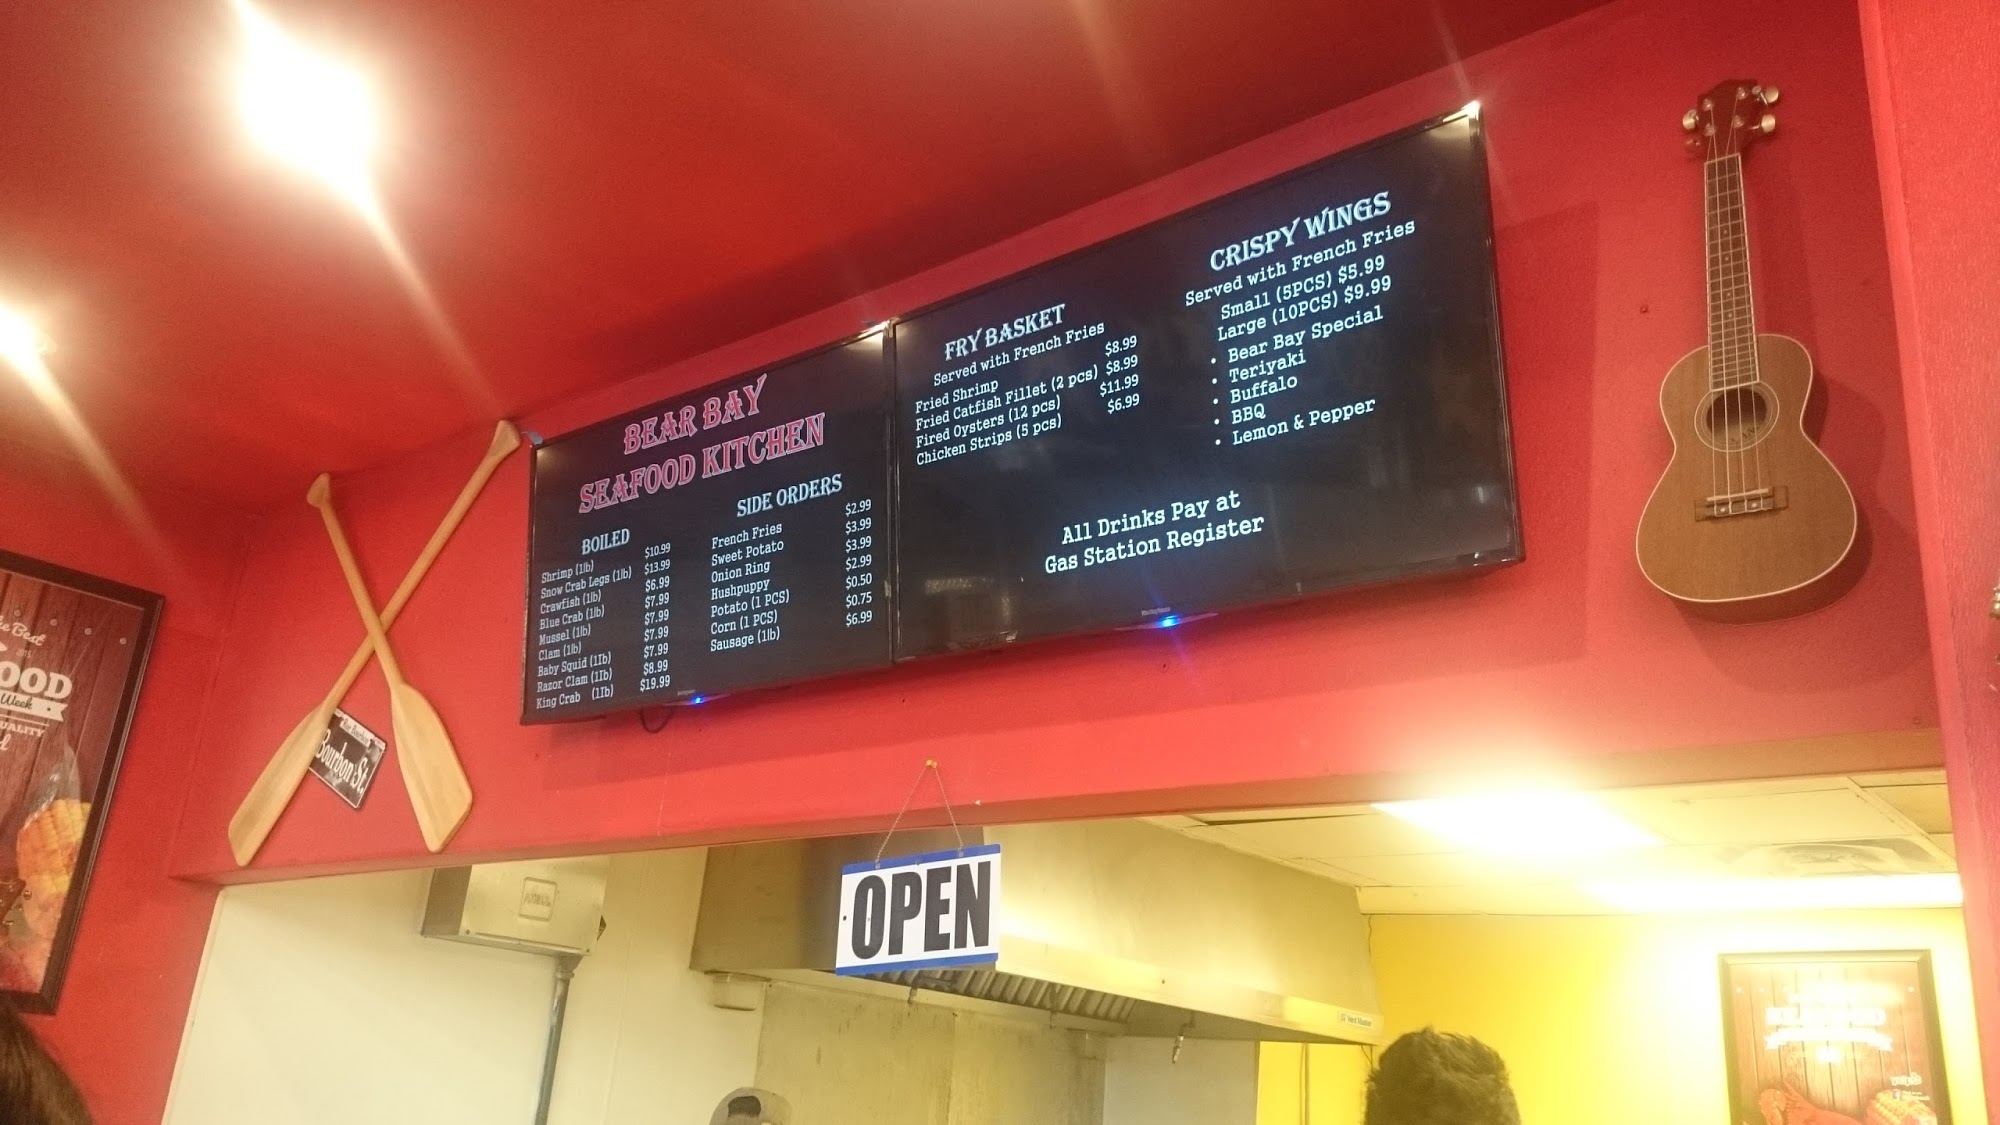 BEAR BAY
SEAFOOD KITCHEN
BOILED
Shrimp (1lb) $10.99
Snow Crab Legs (1lb) $13.99
Crawfish (1lb) $6.99
Blue Crab (1lb) $7.99
Mussel (1lb) $7.99
Clam (1lb) $7.99
Baby Squid (1Ib) $7.99
Razor Clam (1Ib) $8.99
King Crab (1Ib) $19.99
SIDE ORDERS
French Fries $2.99
Sweet Potato $3.99
Onion Ring $3.99
Hushpuppy $2.99
Potato (1 PCS) $0.50
Corn (1 PCS) $0.75
Sausage (1lb) $6.99
FRY BASKET
Served with French Fries
Fried Shrimp $8.99
Fried Catfish Fillet (2 pcs) $8.99
Fired Oysters (12 pcs) $11.99
Chicken Strips (5 pcs) $6.99
CRISPY WINGS
Served with French Fries
Small (5PCS) $5.99
Large (10PCS) $9.99
• Bear Bay Special
• Teriyaki
• Buffalo
• BBQ
• Lemon & Pepper
All Drinks Pay at
Gas Station Register
Bourbon St.
OPEN
Best
OOD
Week